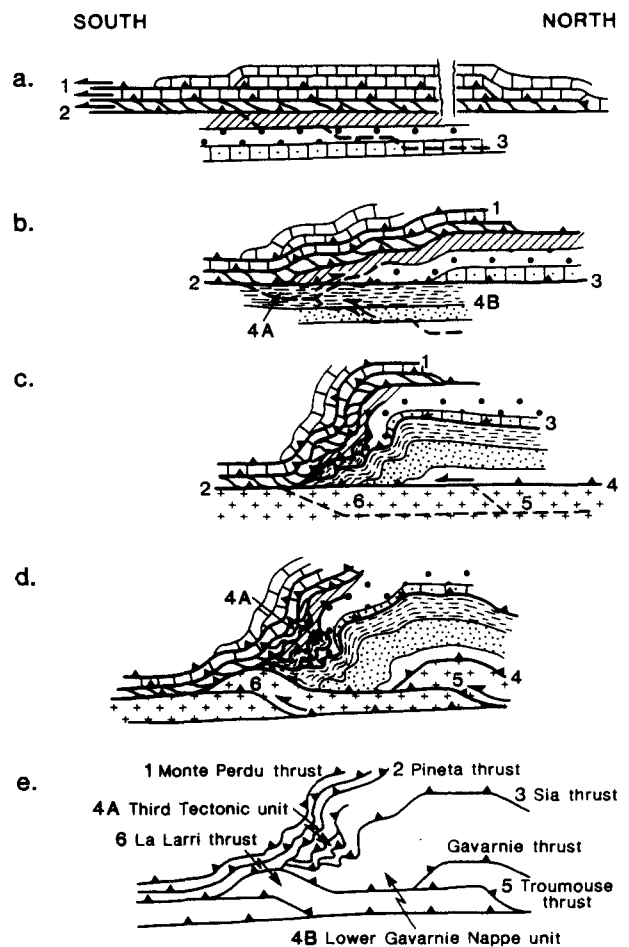 SOUTH NORTH
a.
1
2
3
b.
1
2
3
4A
4B
c.
1
3
2
6
5
4
d.
4A
6
5
4
e.
1 Monte Perdu thrust
2 Pineta thrust
4A Third Tectonic unit
3 Sia thrust
6 La Larri thrust
Gavarnie thrust
5 Troumouse
thrust
4B Lower Gavarnie Nappe unit